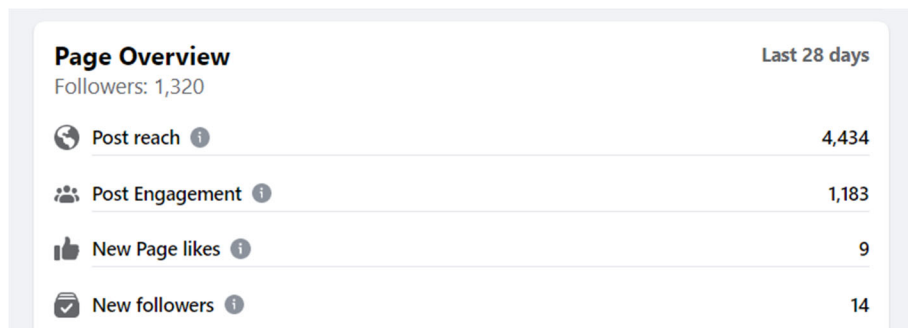 Page Overview
Last 28 days
Followers: 1,320
Post reach 4,434
Post Engagement 1,183
New Page likes 9
New followers 14